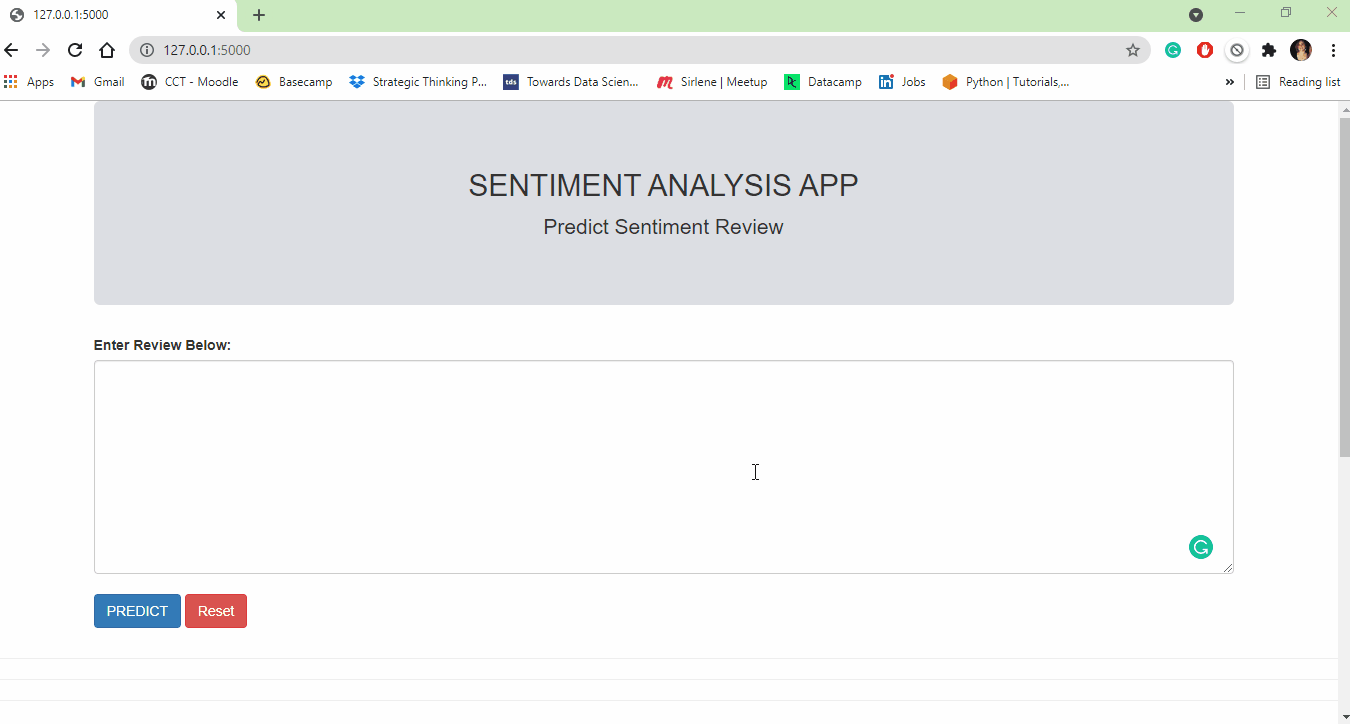 127.0.0.1:5000
127.0.0.1:5000
Apps Gmail CCT - Moodle Basecamp Strategic Thinking P... tds Towards Data Scien... Sirlene | Meetup Datacamp Jobs Python | Tutorials,... » Reading list
SENTIMENT ANALYSIS APP
Predict Sentiment Review
Enter Review Below:
PREDICT Reset